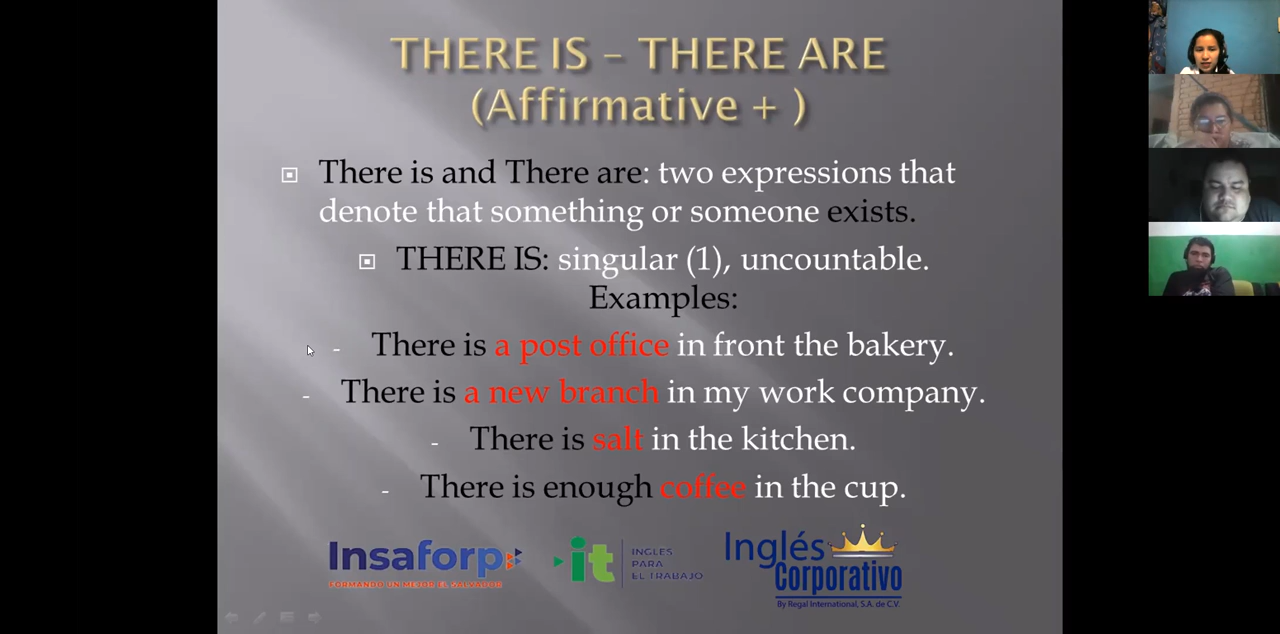 THERE IS – THERE ARE
(Affirmative + )
There is and There are: two expressions that
denote that something or someone exists.
THERE IS: singular (1), uncountable.
Examples:
- There is a post office in front the bakery.
- There is a new branch in my work company.
- There is salt in the kitchen.
- There is enough coffee in the cup.
Insaforp
FORMANDO UN MEJOR EL SALVADOR
it
INGLES
PARA
EL TRABAJO
Inglés
Corporativo
By Regal International, S.A. de C.V.